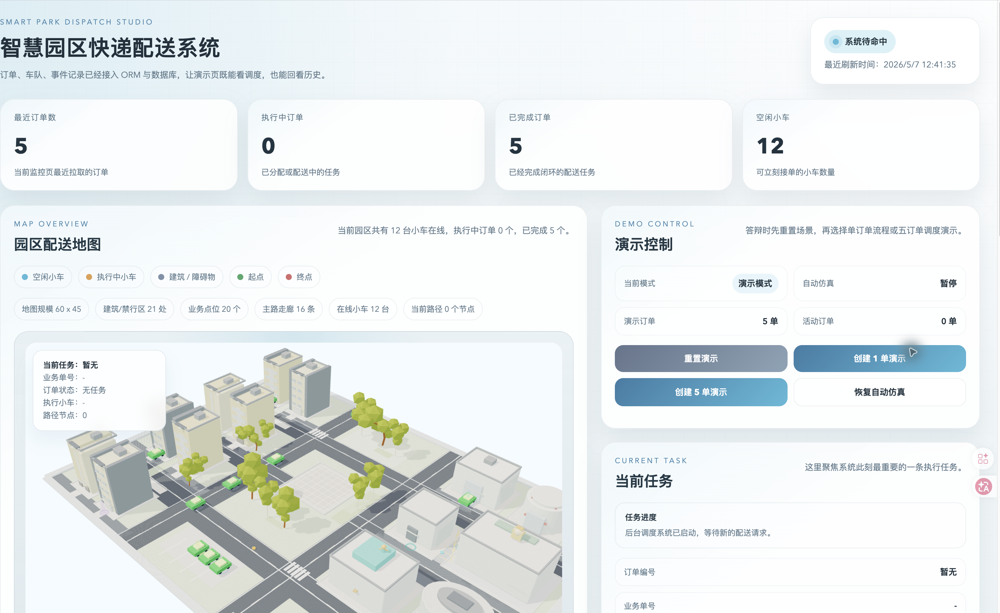 SMART PARK DISPATCH STUDIO
智慧园区快递配送系统
订单、车队、事件记录已经接入 ORM 与数据库，让演示页既能看调度，也能回看历史。
系统待命中
最近刷新时间：2026/5/7 12:41:35
最近订单数
5
当前监控页最近拉取的订单
执行中订单
0
已分配或配送中的任务
已完成订单
5
已经完成闭环的配送任务
空闲小车
12
可立刻接单的小车数量
MAP OVERVIEW
园区配送地图
当前园区共有 12 台小车在线，执行中订单 0 个，已完成 5 个。
空闲小车
执行中小车
建筑 / 障碍物
起点
终点
地图规模 60 x 45
建筑/禁行区 21 处
业务点位 20 个
主路走廊 16 条
在线小车 12 台
当前路径 0 个节点
当前任务：暂无
业务单号：-
订单状态：无任务
执行小车：-
路径节点：0
DEMO CONTROL
演示控制
答辩时先重置场景，再选择单订单流程或五订单调度演示。
当前模式
演示模式
自动仿真
暂停
演示订单
5 单
活动订单
0 单
重置演示
创建 1 单演示
创建 5 单演示
恢复自动仿真
CURRENT TASK
当前任务
这里聚焦系统此刻最重要的一条执行任务。
任务进度
后台调度系统已启动，等待新的配送请求。
订单编号
暂无
业务单号
-